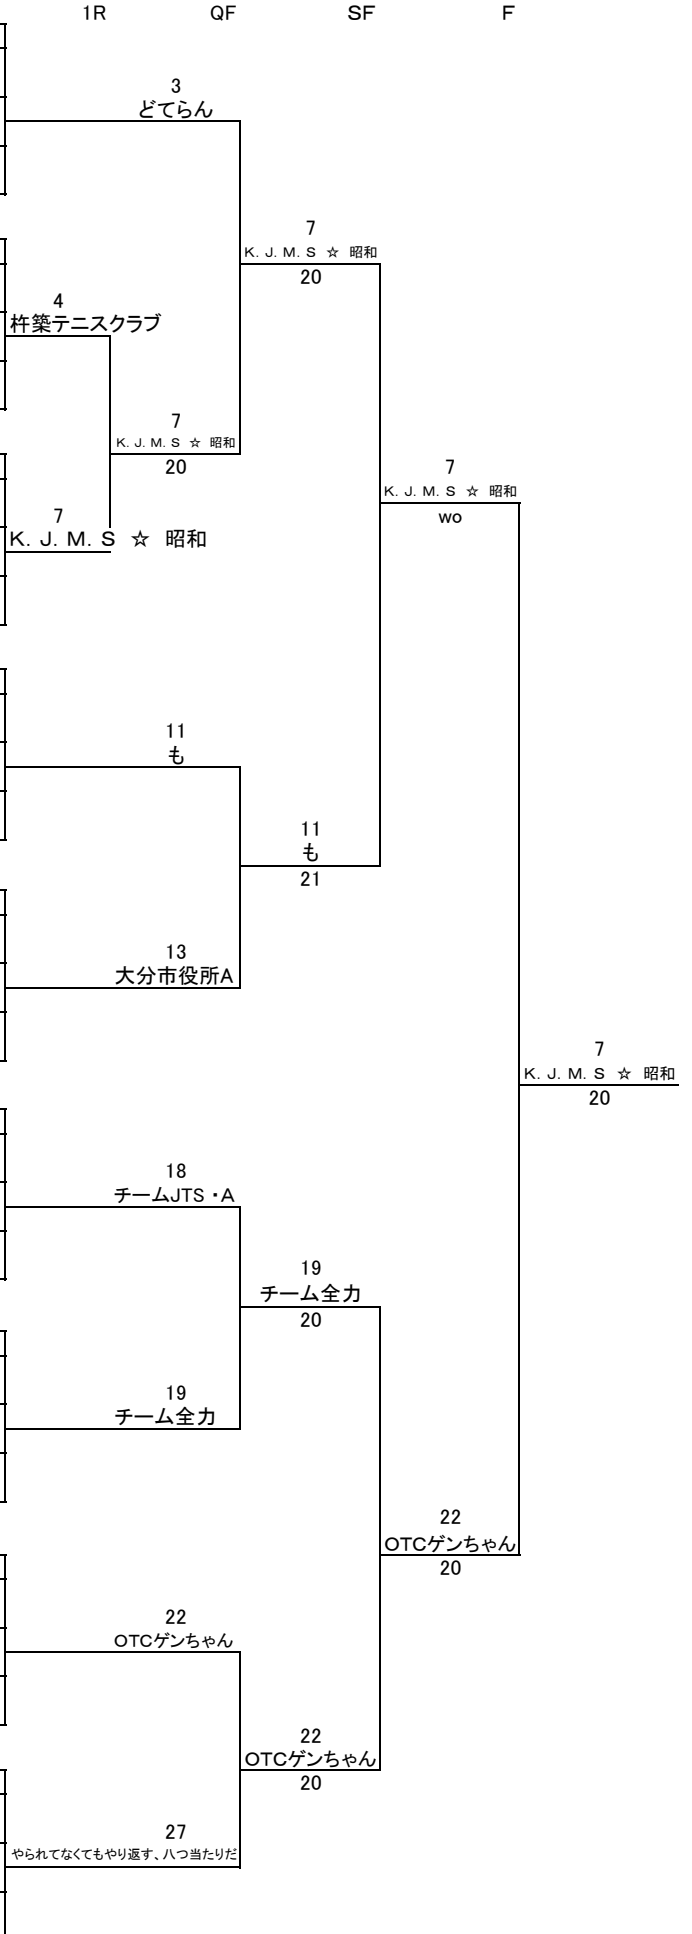 1R QF SF F
3
どてらん
7
K. J. M. S ☆ 昭和
20
4
杵築テニスクラブ
7
K. J. M. S ☆ 昭和
20
7
K. J. M. S ☆ 昭和
wo
7
K. J. M. S ☆ 昭和
11
も
11
も
21
13
大分市役所A
7
K. J. M. S ☆ 昭和
20
18
チームJTS・A
19
チーム全力
20
19
チーム全力
22
OTCゲンちゃん
20
22
OTCゲンちゃん
22
OTCゲンちゃん
20
27
やられてなくてもやり返す、八つ当たりだ